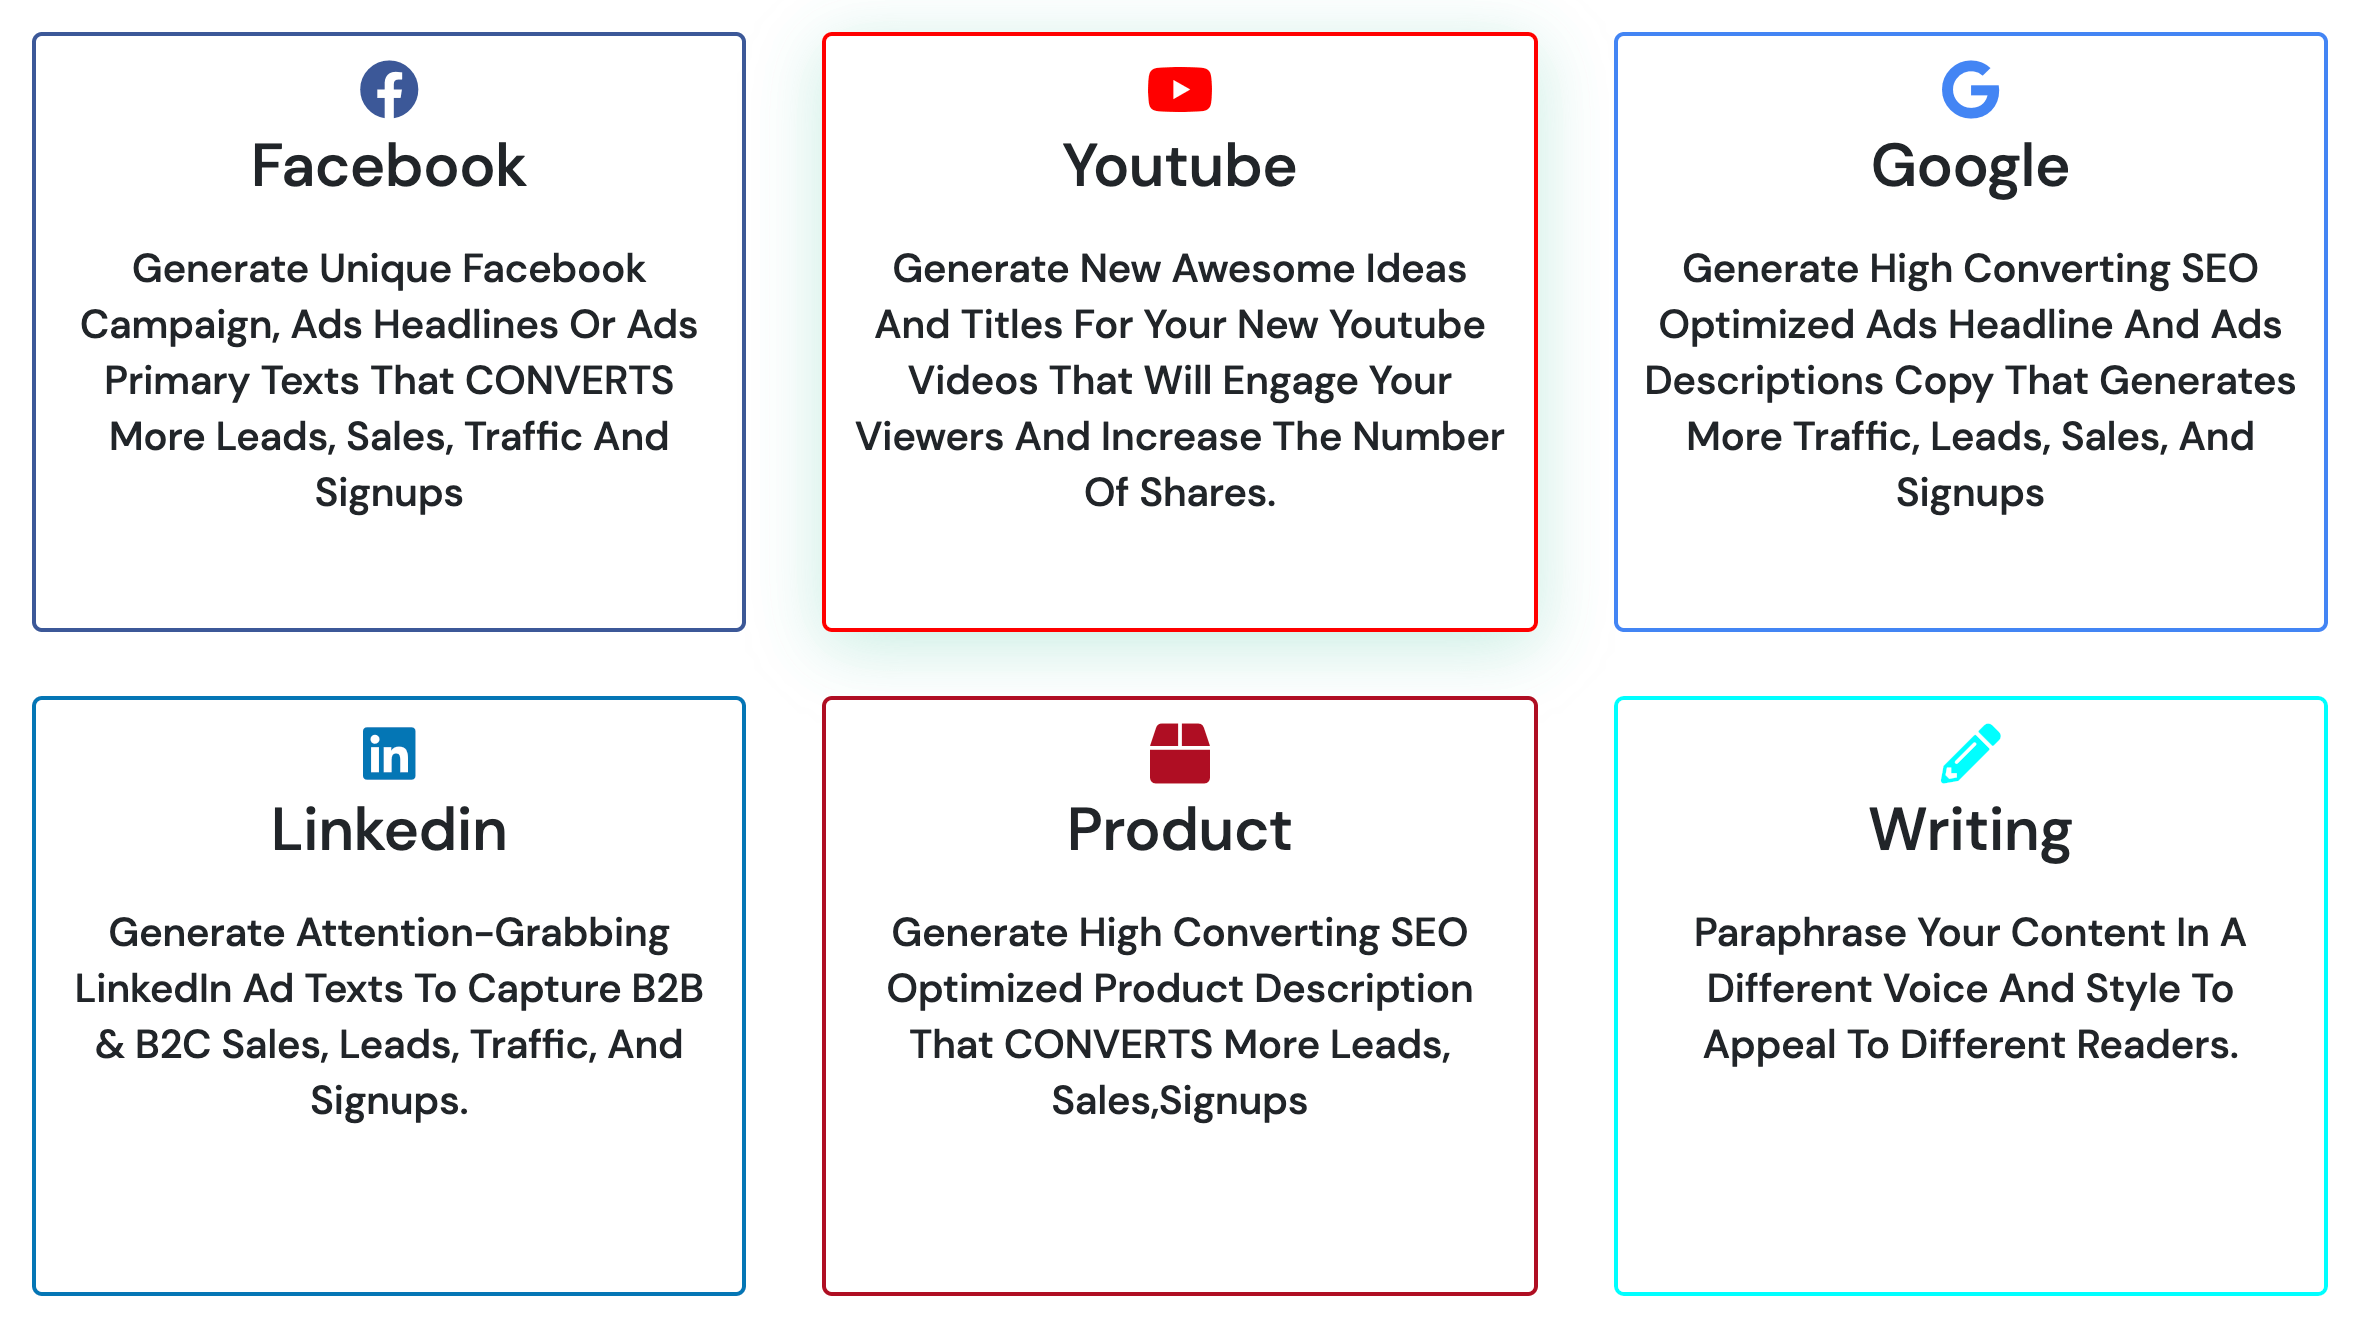 Facebook
Generate Unique Facebook
Campaign, Ads Headlines Or Ads
Primary Texts That CONVERTS
More Leads, Sales, Traffic And
Signups
Youtube
Generate New Awesome Ideas
And Titles For Your New Youtube
Videos That Will Engage Your
Viewers And Increase The Number
Of Shares.
Google
Generate High Converting SEO
Optimized Ads Headline And Ads
Descriptions Copy That Generates
More Traffic, Leads, Sales, And
Signups
Linkedin
Generate Attention-Grabbing
LinkedIn Ad Texts To Capture B2B
& B2C Sales, Leads, Traffic, And
Signups.
Product
Generate High Converting SEO
Optimized Product Description
That CONVERTS More Leads,
Sales,Signups
Writing
Paraphrase Your Content In A
Different Voice And Style To
Appeal To Different Readers.